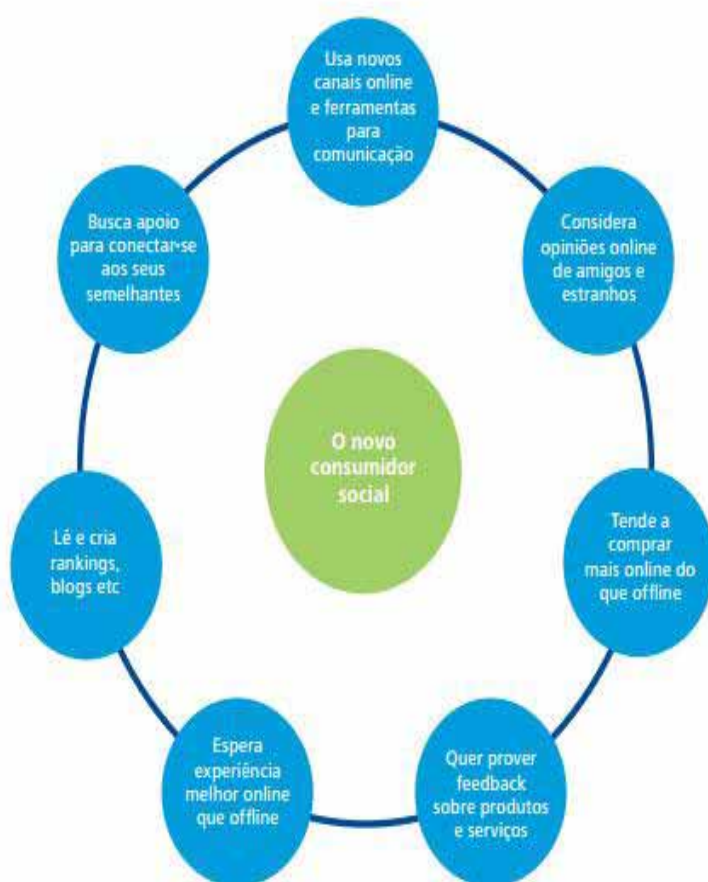 Usa novos
canais online
e ferramentas
para
comunicação
Considera
opiniões online
de amigos e
estranhos
Tende a
comprar
mais online do
que offline
Quer prover
feedback
sobre produtos
e serviços
Espera
experiência
melhor online
que offline
Lê e cria
rankings,
blogs etc
Busca apoio
para conectar-se
aos seus
semelhantes
O novo
consumidor
social